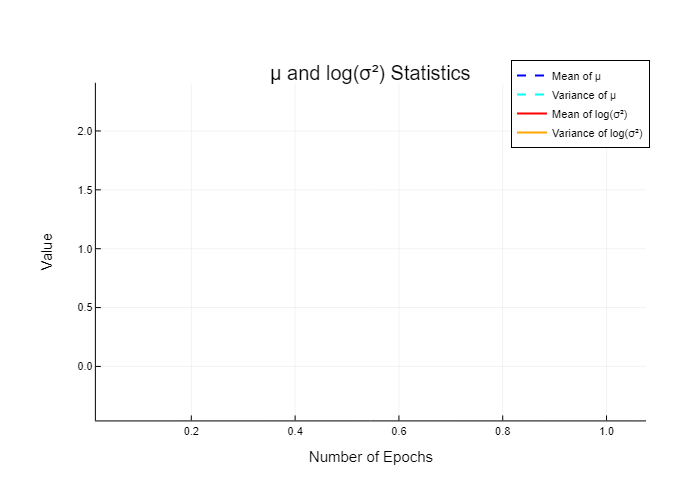 μ and log(σ²) Statistics
Mean of μ
Variance of μ
Mean of log(σ²)
Variance of log(σ²)
Value
2.0
1.5
1.0
0.5
0.0
0.2 0.4 0.6 0.8 1.0
Number of Epochs